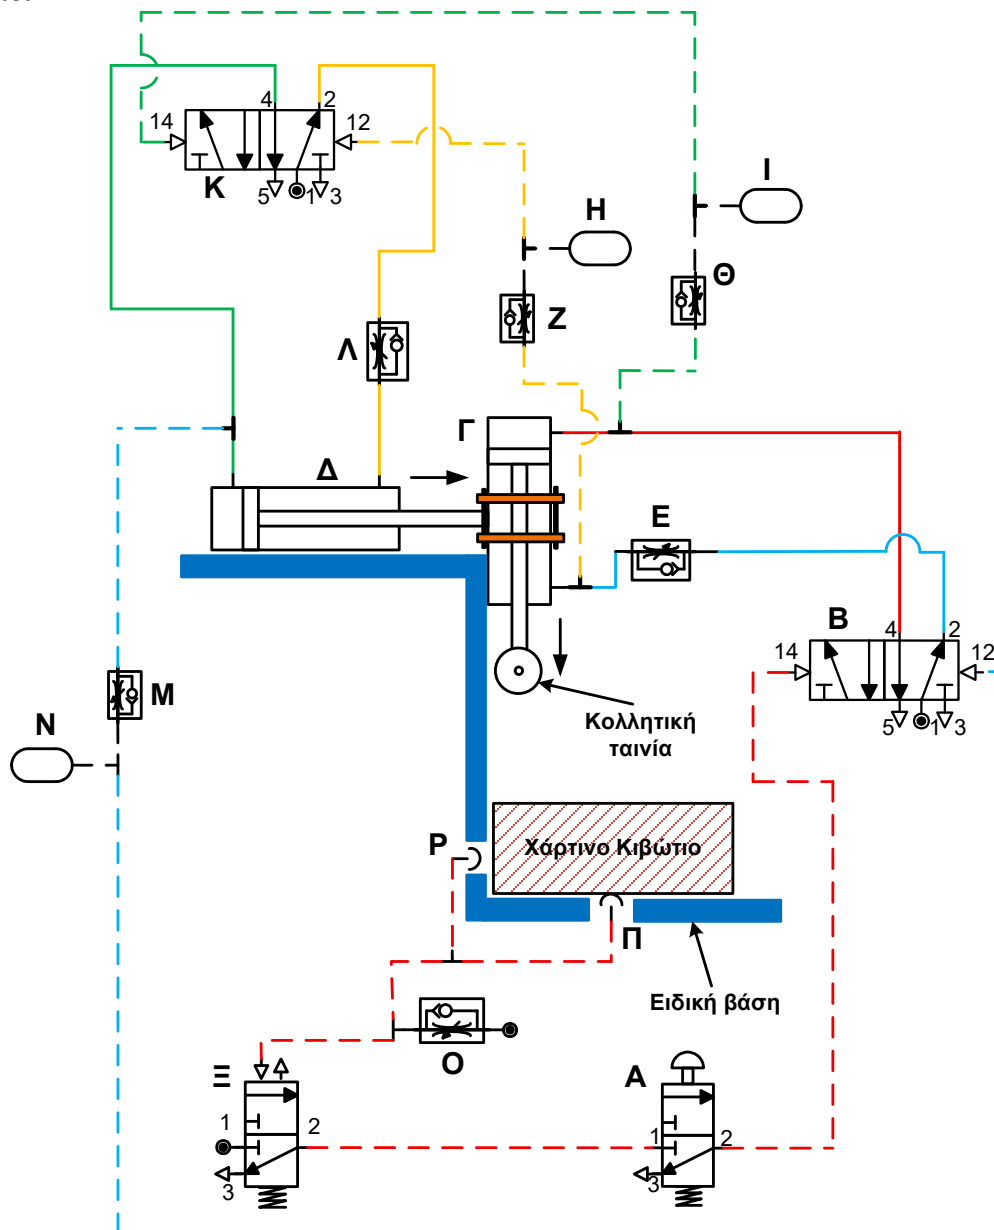 4 2
14 12
5 1 3
Κ
Η
Ι
Θ
Ζ
Λ
Γ
Δ
Ε
Β
4 2
14 12
5 1 3
Μ
Ν
Κολλητική
ταινία
Ρ
Χάρτινο Κιβώτιο
Π
Ειδική βάση
Ο
Ξ
1 2
3
Α
1 2
3